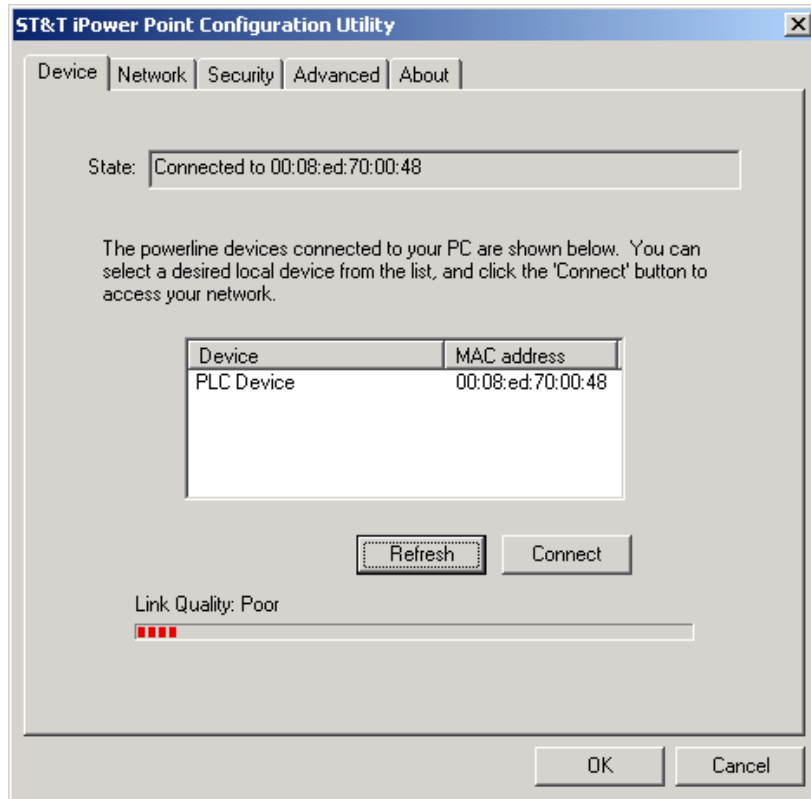 ST&T iPower Point Configuration Utility
Device Network Security Advanced About
State: Connected to 00:08:ed:70:00:48
The powerline devices connected to your PC are shown below. You can
select a desired local device from the list, and click the 'Connect' button to
access your network.
Device MAC address
PLC Device 00:08:ed:70:00:48
Refresh Connect
Link Quality: Poor
OK Cancel